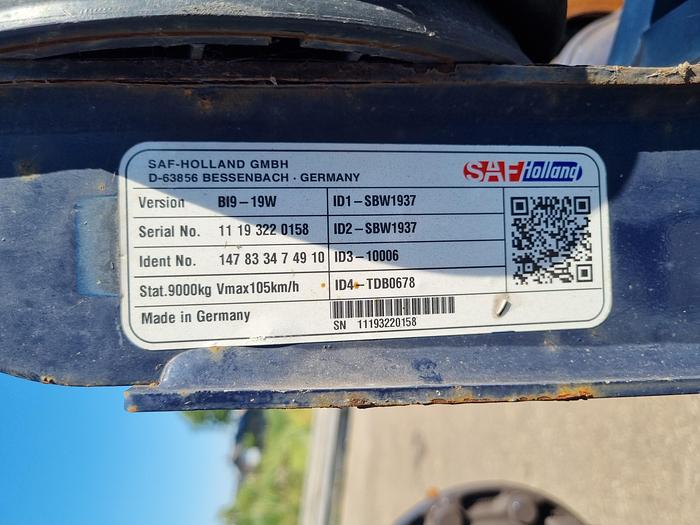 SAF-HOLLAND GMBH
D-63856 BESSENBACH · GERMANY
SAF Holland
Version BI9-19W
ID1-SBW1937
Serial No. 11 19 322 0158
ID2-SBW1937
Ident No. 147 83 34 7 49 10
ID3-10006
Stat.9000kg Vmax105km/h
ID4-TDB0678
Made in Germany
SN 11193220158